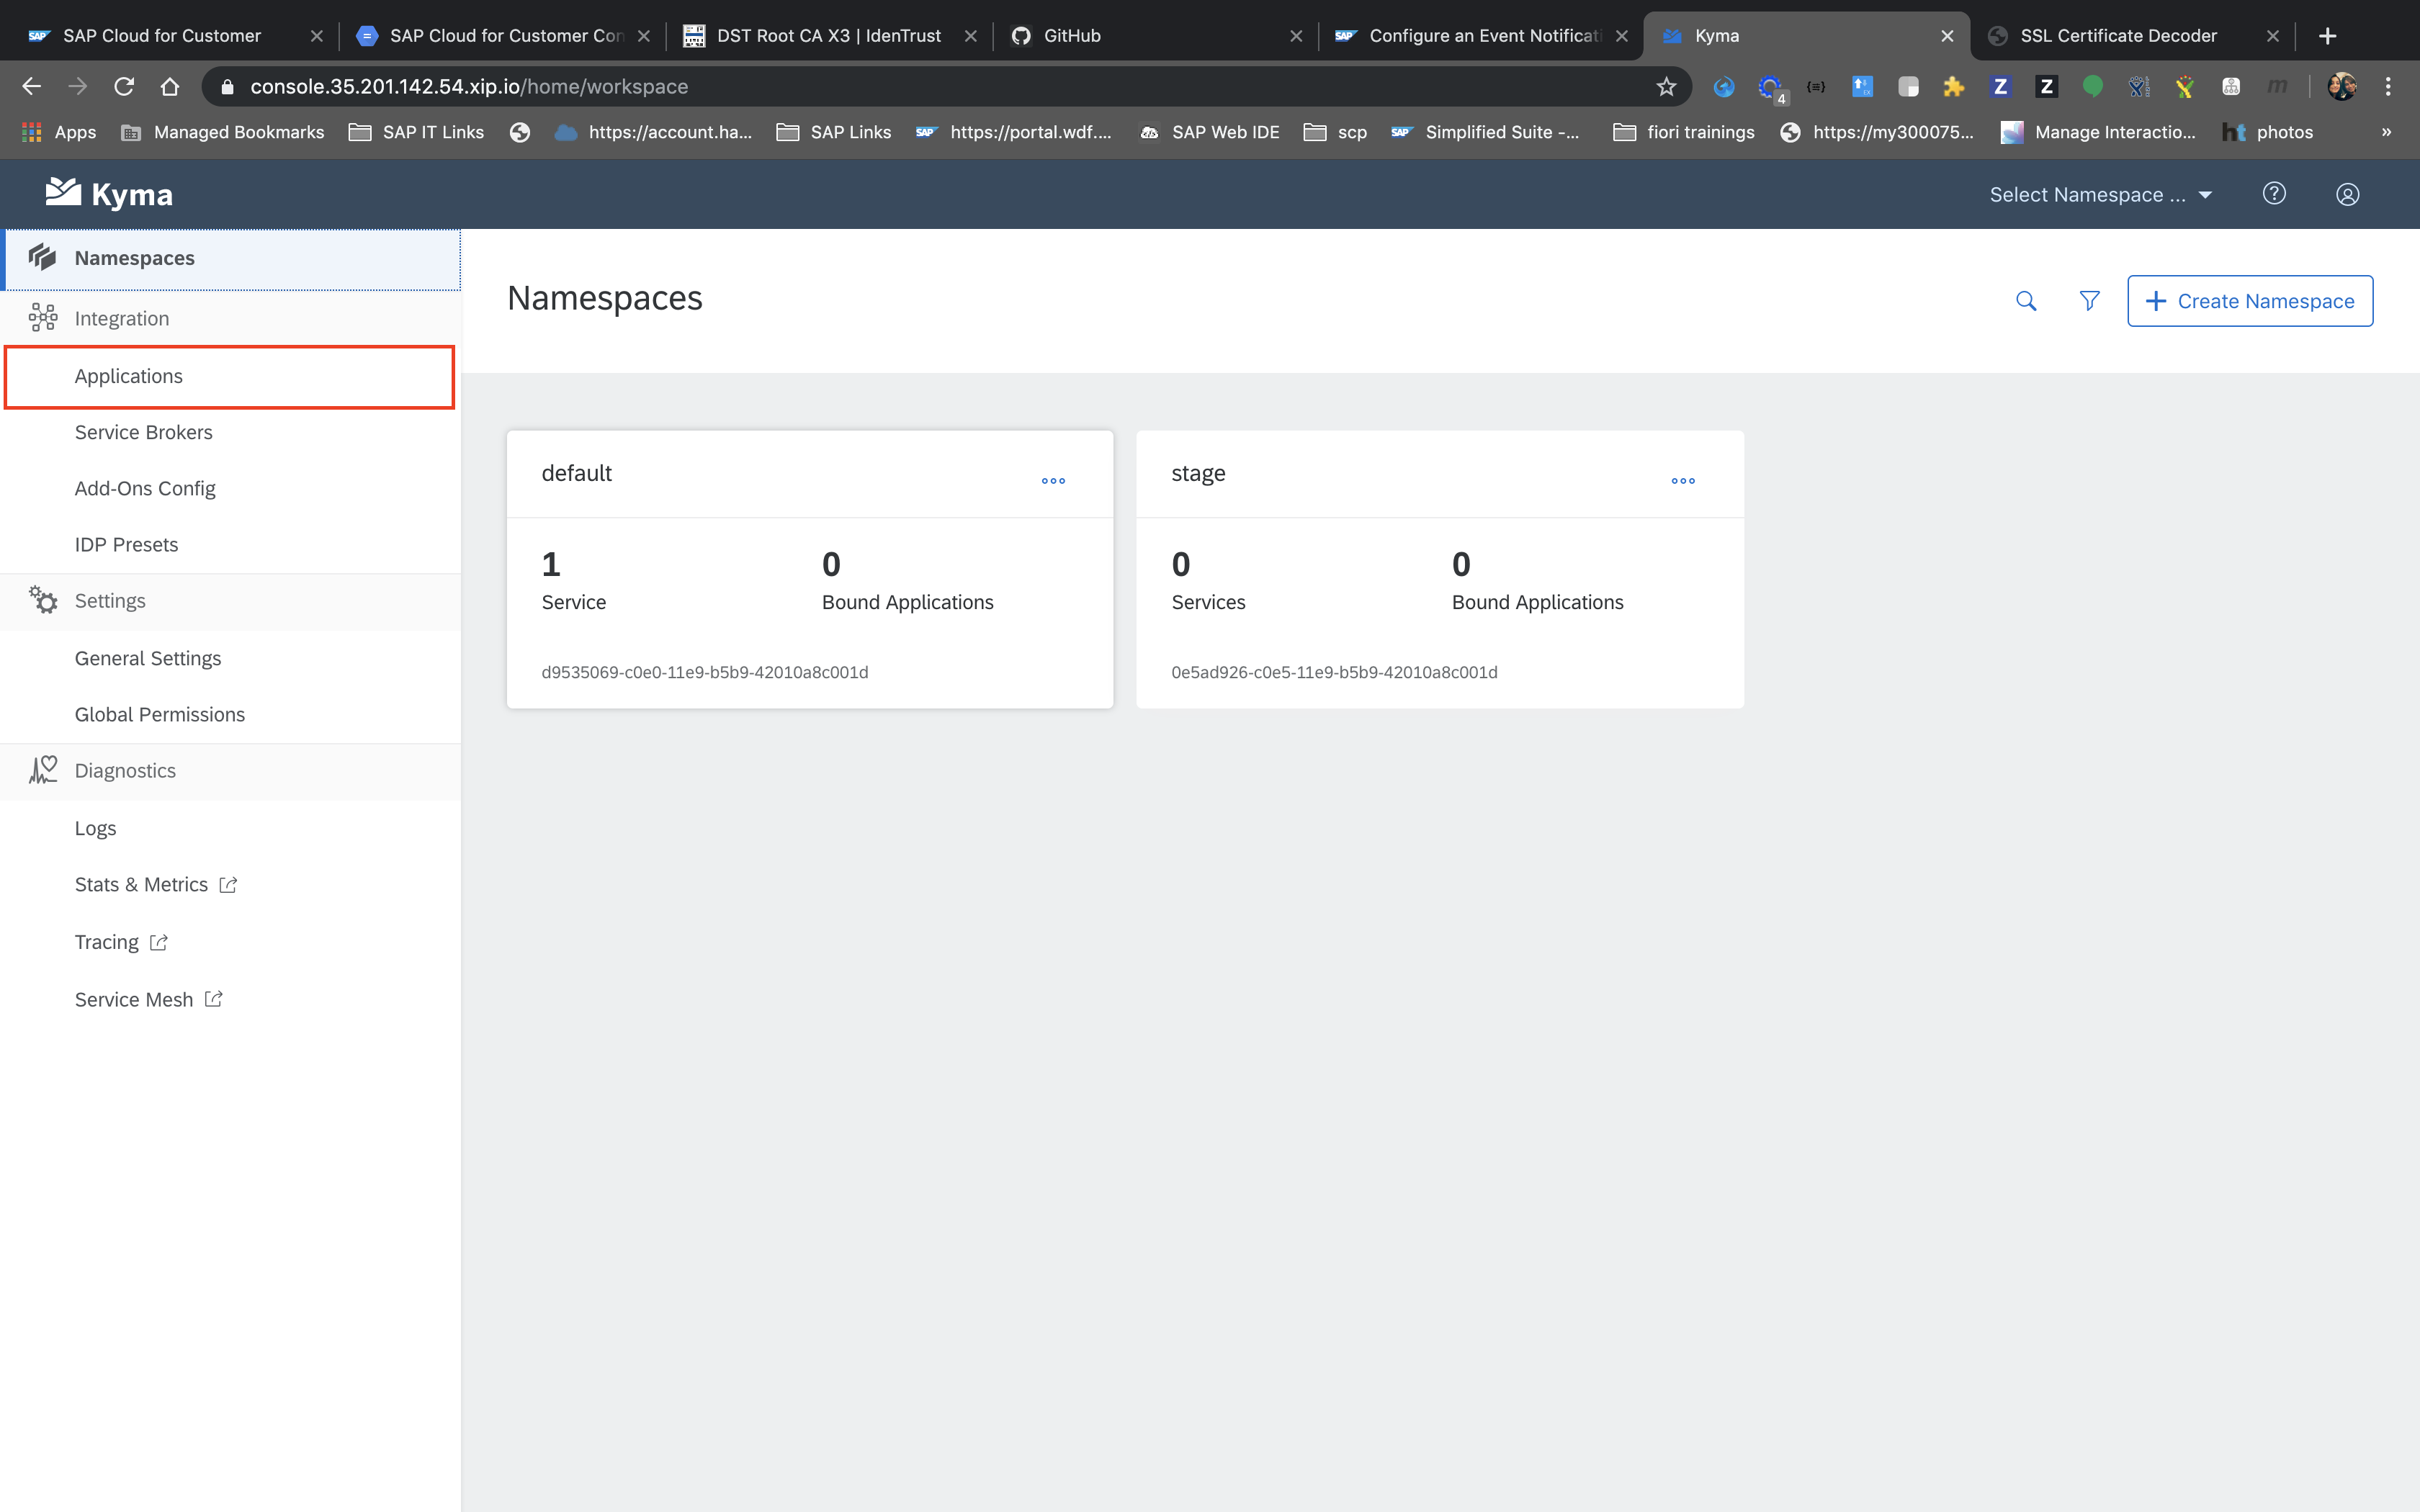 SAP Cloud for Customer
SAP Cloud for Customer Con
DST Root CA X3 | IdenTrust
GitHub
Configure an Event Notificati
Kyma
SSL Certificate Decoder
console.35.201.142.54.xip.io/home/workspace
4
Apps
Managed Bookmarks
SAP IT Links
https://account.ha...
SAP Links
https://portal.wdf....
SAP Web IDE
scp
Simplified Suite -...
fiori trainings
https://my300075...
Manage Interactio...
photos
»
Kyma
Select Namespace ...
Namespaces
Integration
Applications
Service Brokers
Add-Ons Config
IDP Presets
Settings
General Settings
Global Permissions
Diagnostics
Logs
Stats & Metrics
Tracing
Service Mesh
Namespaces
+ Create Namespace
default
1
Service
0
Bound Applications
d9535069-c0e0-11e9-b5b9-42010a8c001d
stage
0
Services
0
Bound Applications
0e5ad926-c0e5-11e9-b5b9-42010a8c001d